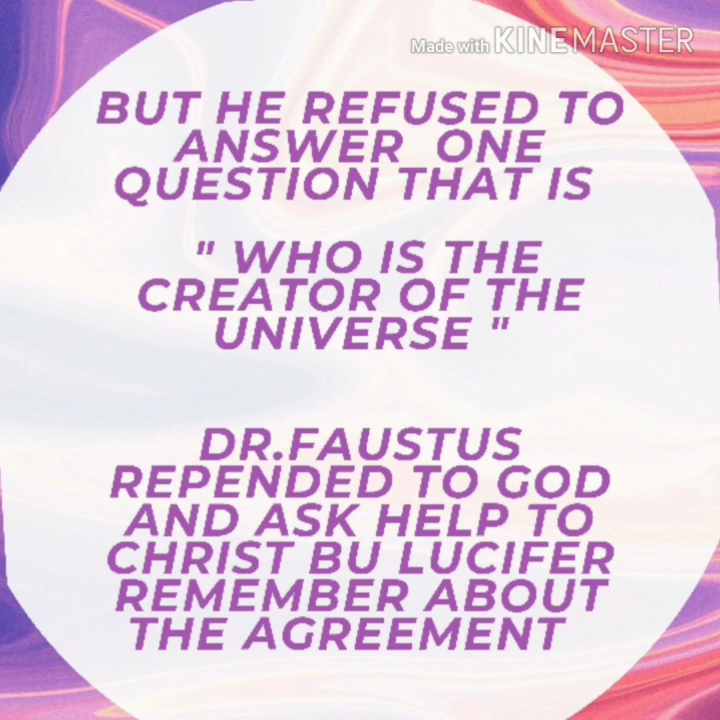 Made with KINEMASTER
BUT HE REFUSED TO
ANSWER ONE
QUESTION THAT IS
" WHO IS THE
CREATOR OF THE
UNIVERSE "
DR.FAUSTUS
REPENDED TO GOD
AND ASK HELP TO
CHRIST BU LUCIFER
REMEMBER ABOUT
THE AGREEMENT